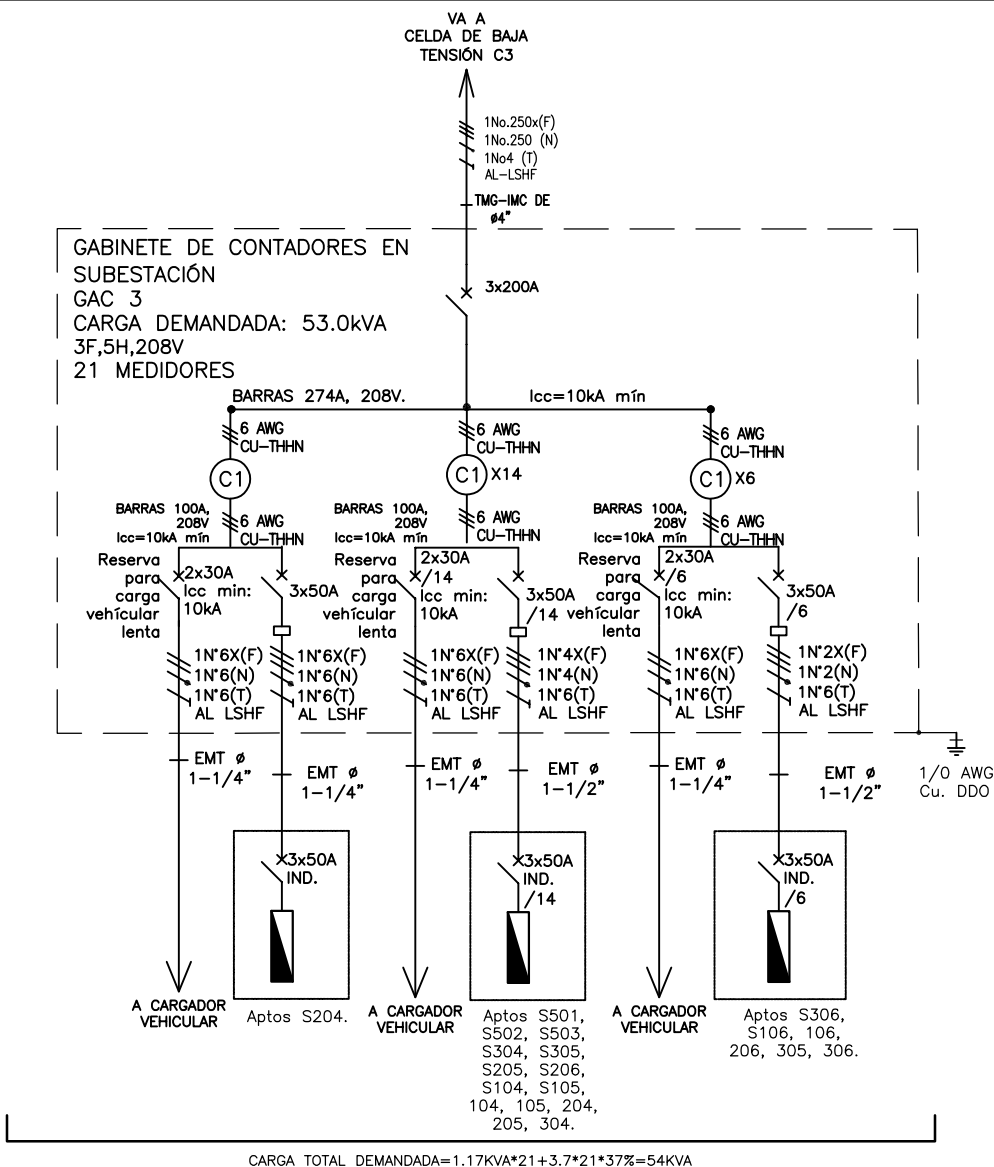 VA A
CELDA DE BAJA
TENSIÓN C3
1No.250x(F)
1No.250 (N)
1No4 (T)
AL-LSHF
TMG-IMC DE
ø4"
GABINETE DE CONTADORES EN
SUBESTACIÓN
GAC 3
CARGA DEMANDADA: 53.0kVA
3F,5H,208V
21 MEDIDORES
3x200A
BARRAS 274A, 208V.
Icc=10kA mín
6 AWG
CU-THHN
C1
BARRAS 100A,
208V
Icc=10kA mín
6 AWG
CU-THHN
Reserva
para
carga
vehícular
lenta
2x30A
Icc min:
10kA
3x50A
1N°6X(F)
1N°6(N)
1N°6(T)
AL LSHF
1N°6X(F)
1N°6(N)
1N°6(T)
AL LSHF
EMT ø
1-1/4"
EMT ø
1-1/4"
3x50A
IND.
A CARGADOR
VEHICULAR
Aptos S204.
6 AWG
CU-THHN
C1 X14
BARRAS 100A,
208V
Icc=10kA mín
6 AWG
CU-THHN
Reserva
para
carga
vehícular
lenta
2x30A
/14
Icc min:
10kA
3x50A
/14
1N°6X(F)
1N°6(N)
1N°6(T)
AL LSHF
1N°4X(F)
1N°4(N)
1N°6(T)
AL LSHF
EMT ø
1-1/4"
EMT ø
1-1/2"
3x50A
IND.
/14
A CARGADOR
VEHICULAR
Aptos S501,
S502, S503,
S304, S305,
S205, S206,
S104, S105,
104, 105, 204,
205, 304.
6 AWG
CU-THHN
C1 X6
BARRAS 100A,
208V
Icc=10kA mín
6 AWG
CU-THHN
Reserva
para
carga
vehícular
lenta
2x30A
/6
Icc min:
10kA
3x50A
/6
1N°6X(F)
1N°6(N)
1N°6(T)
AL LSHF
1N°2X(F)
1N°2(N)
1N°6(T)
AL LSHF
EMT ø
1-1/4"
EMT ø
1-1/2"
1/0 AWG
Cu. DDO
3x50A
IND.
/6
A CARGADOR
VEHICULAR
Aptos S306,
S106, 106,
206, 305, 306.
CARGA TOTAL DEMANDADA=1.17KVA*21+3.7*21*37%=54KVA